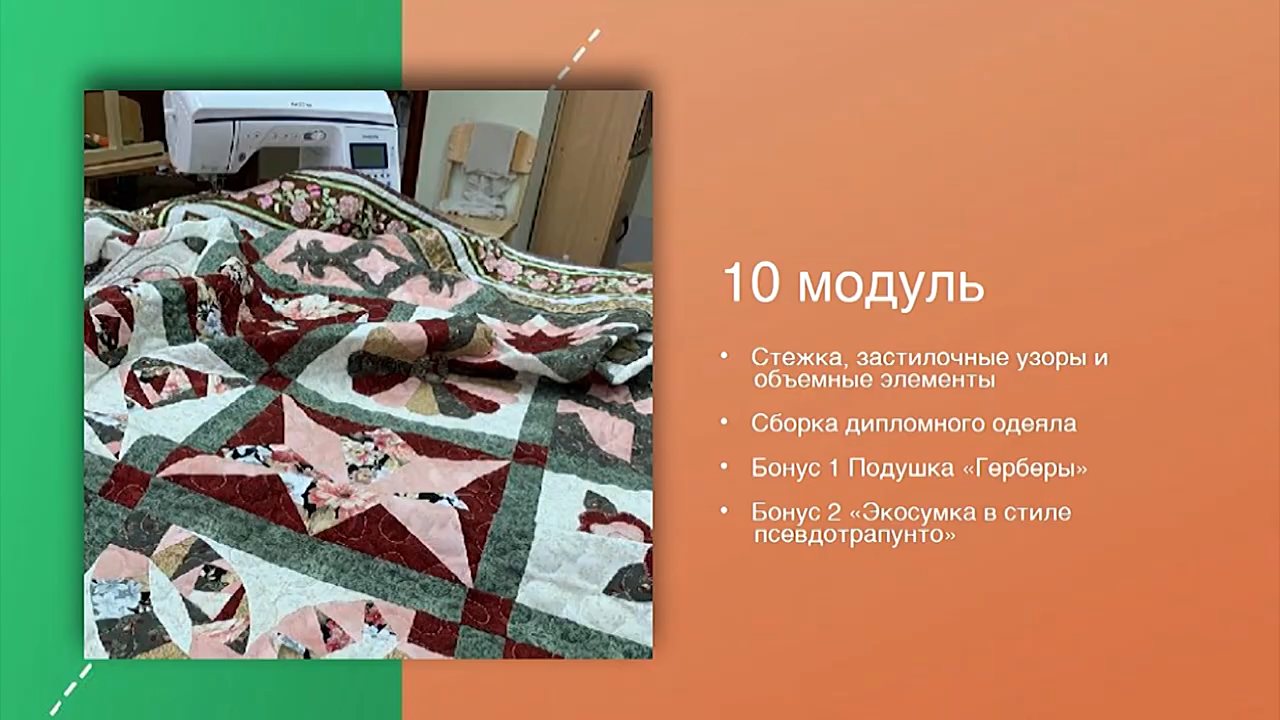 10 модуль
• Стежка, застилочные узоры и
объемные элементы
• Сборка дипломного одеяла
• Бонус 1 Подушка «Герберы»
• Бонус 2 «Экосумка в стиле
псевдотрапунто»